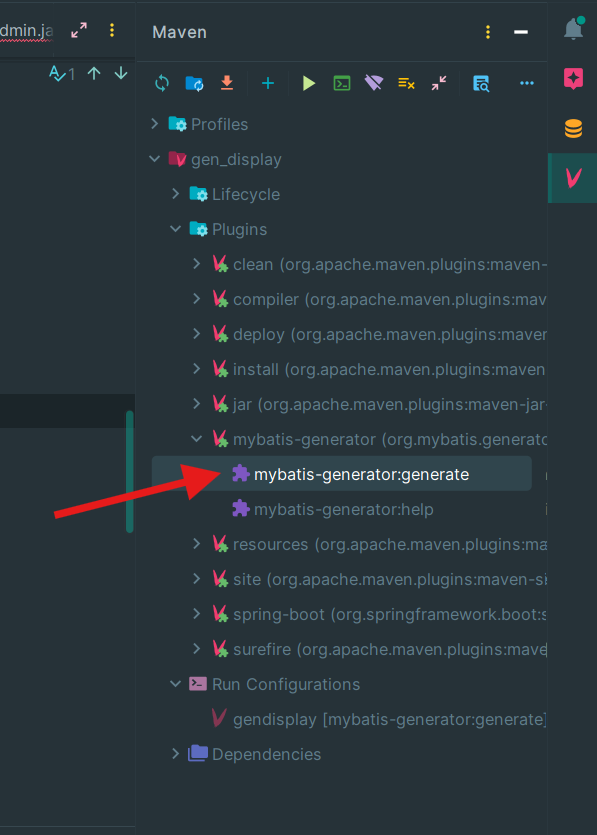 dmin.ja
Maven
1
Profiles
gen_display
Lifecycle
Plugins
clean (org.apache.maven.plugins:maven-
compiler (org.apache.maven.plugins:mav
deploy (org.apache.maven.plugins:maven
install (org.apache.maven.plugins:maven
jar (org.apache.maven.plugins:maven-jar-
mybatis-generator (org.mybatis.generato
mybatis-generator:generate
mybatis-generator:help
resources (org.apache.maven.plugins:ma
site (org.apache.maven.plugins:maven-si
spring-boot (org.springframework.boot:s
surefire (org.apache.maven.plugins:mave
Run Configurations
gendisplay [mybatis-generator:generate]
Dependencies